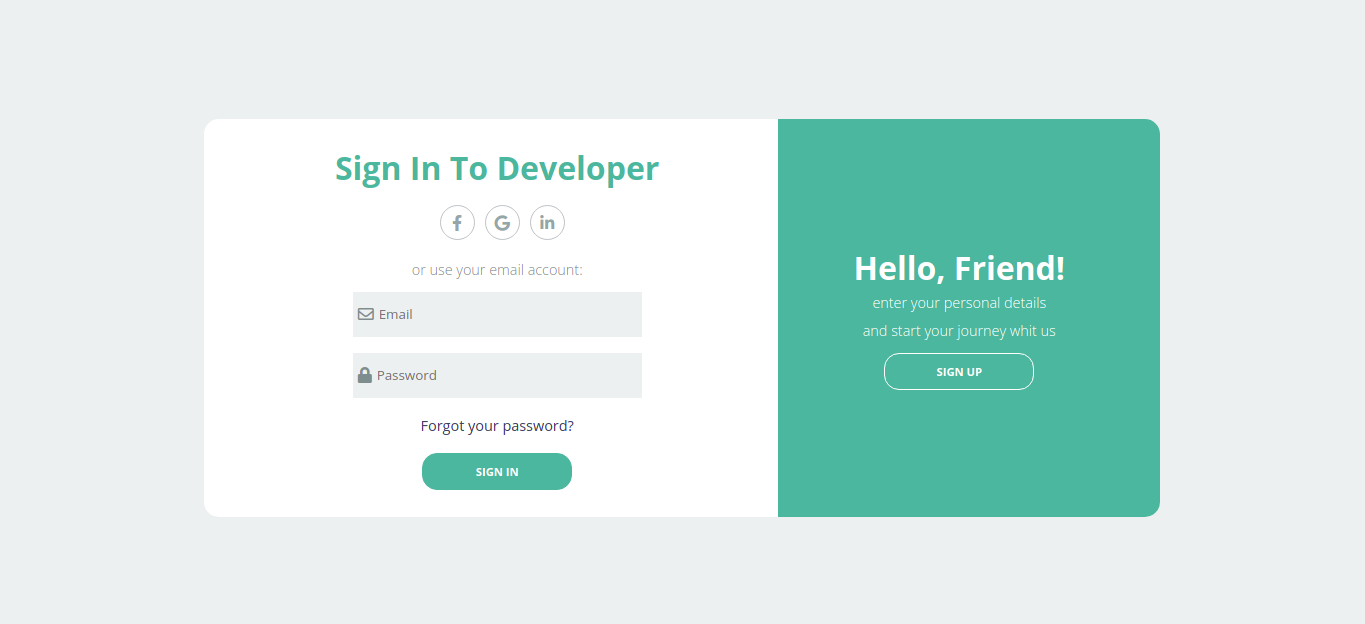 Sign In To Developer
f G in
or use your email account:
Email
Password
Forgot your password?
SIGN IN
Hello, Friend!
enter your personal details
and start your journey whit us
SIGN UP